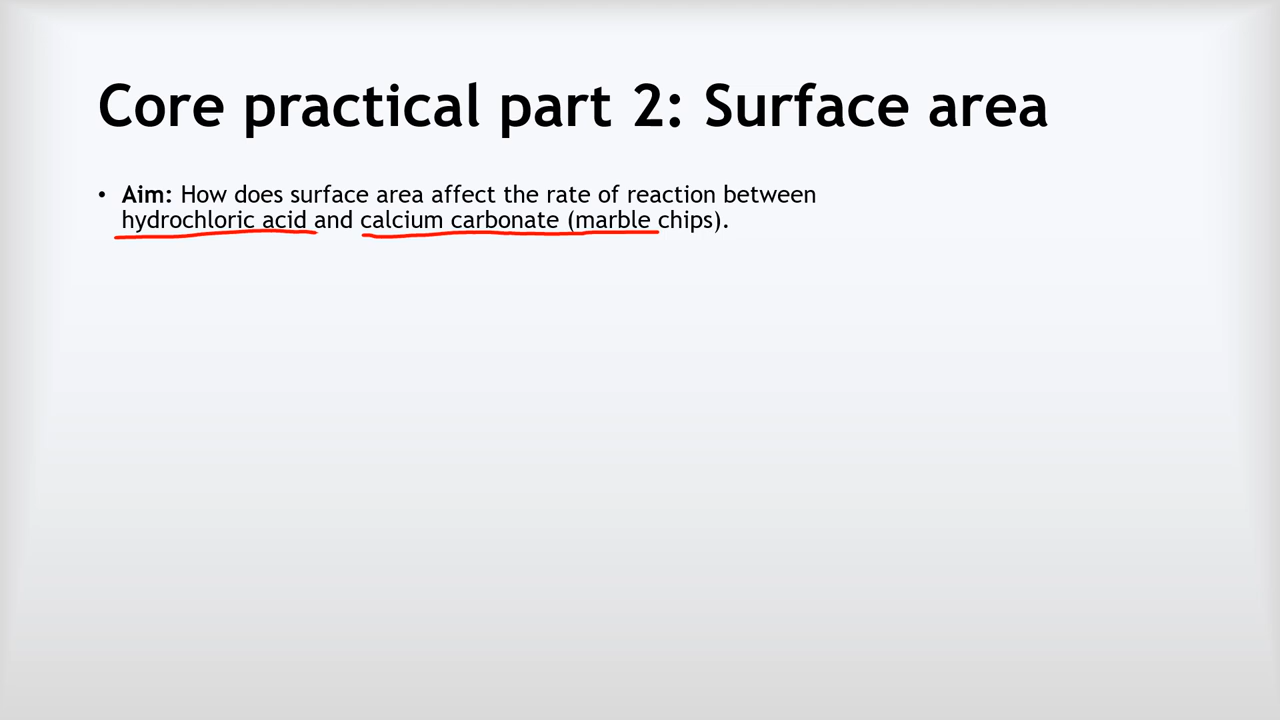 Core practical part 2: Surface area
• Aim: How does surface area affect the rate of reaction between
hydrochloric acid and calcium carbonate (marble chips).